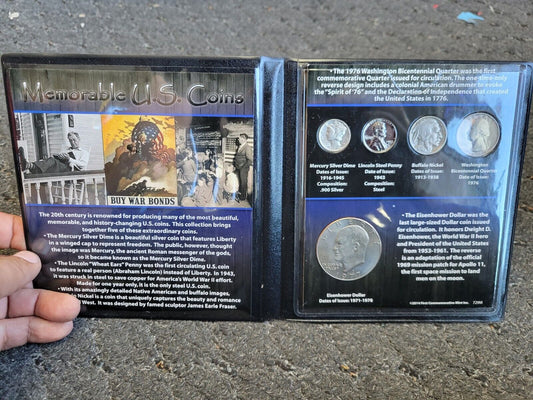 Memorable U.S. Coins
BUY WAR BONDS
The 20th century is renowned for producing many of the most beautiful,
memorable, and history-changing U.S. coins. This collection brings
together five of these extraordinary coins.
• The Mercury Silver Dime is a beautiful silver coin that features Liberty
in a winged cap to represent freedom. The public, however, thought
the image was Mercury, the ancient Roman messenger of the gods,
so it became known as the Mercury Silver Dime.
• The Lincoln "Wheat Ears" Penny was the first circulating U.S. coin
to feature a real person (Abraham Lincoln) instead of Liberty. In 1943,
it was struck in steel to save copper for America's World War II effort.
Made for one year only, it is the only steel U.S. coin.
• With its amazingly detailed Native American and buffalo images,
Nickel is a coin that uniquely captures the beauty and romance
West. It was designed by famed sculptor James Earle Fraser.
• The 1976 Washington Bicentennial Quarter was the first
commemorative Quarter issued for circulation. The one-time-only
reverse design includes a colonial American drummer to evoke
the "Spirit of '76" and the Declaration of Independence that created
the United States in 1776.
Mercury Silver Dime
Dates of Issue:
1916-1945
Composition:
.900 Silver
Lincoln Steel Penny
Date of Issue:
1943
Composition:
Steel
Buffalo Nickel
Dates of Issue:
1913-1938
Washington
Bicentennial Quarter
Date of Issue:
1976
• The Eisenhower Dollar was the
last large-sized Dollar coin issued
for circulation. It honors Dwight D.
Eisenhower, the World War II hero
and President of the United States
from 1953-1961. The reverse
is an adaptation of the official
1969 mission patch for Apollo 11,
the first space mission to land
men on the moon.
Eisenhower Dollar
Dates of Issue: 1971-1978
©2014 First Commemorative Mint Inc.